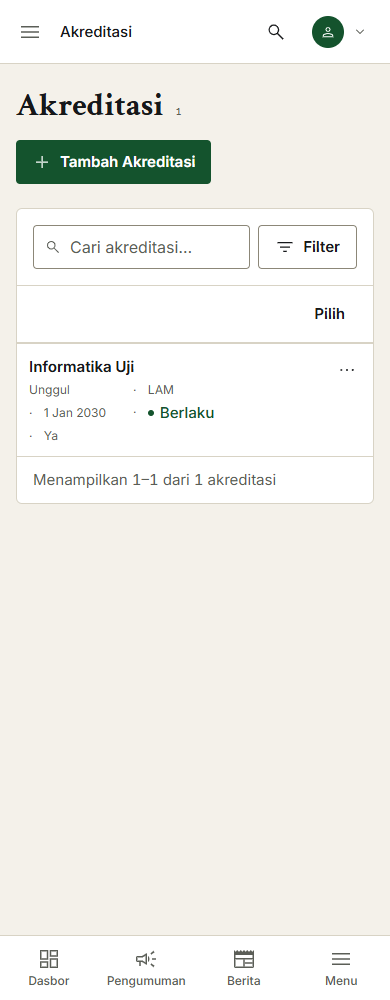 Akreditasi
Akreditasi 1
Tambah Akreditasi
Cari akreditasi...
Filter
Pilih
Informatika Uji
...
Unggul · LAM
· 1 Jan 2030 · Berlaku
· Ya
Menampilkan 1–1 dari 1 akreditasi
Dasbor
Pengumuman
Berita
Menu